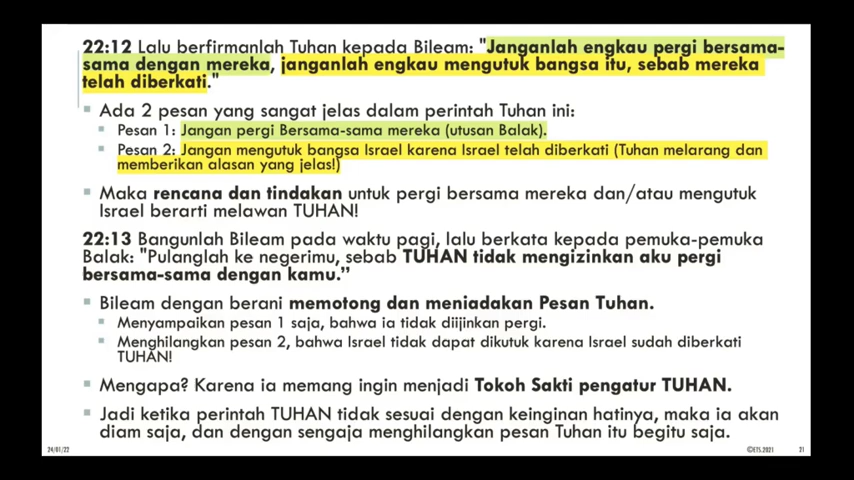 22:12 Lalu berfirmanlah Tuhan kepada Bileam: "Janganlah engkau pergi bersama-
sama dengan mereka, janganlah engkau mengutuk bangsa itu, sebab mereka
telah diberkati."
Ada 2 pesan yang sangat jelas dalam perintah Tuhan ini:
Pesan 1: Jangan pergi Bersama-sama mereka (utusan Balak).
Pesan 2: Jangan mengutuk bangsa Israel karena Israel telah diberkati (Tuhan melarang dan
memberikan alasan yang jelas!)
Maka rencana dan tindakan untuk pergi bersama mereka dan/atau mengutuk
Israel berarti melawan TUHAN!
22:13 Bangunlah Bileam pada waktu pagi, lalu berkata kepada pemuka-pemuka
Balak: "Pulanglah ke negerimu, sebab TUHAN tidak mengizinkan aku pergi
bersama-sama dengan kamu.”
Bileam dengan berani memotong dan meniadakan Pesan Tuhan.
Menyampaikan pesan 1 saja, bahwa ia tidak diijinkan pergi.
Menghilangkan pesan 2, bahwa Israel tidak dapat dikutuk karena Israel sudah diberkati
TUHAN!
Mengapa? Karena ia memang ingin menjadi Tokoh Sakti pengatur TUHAN.
Jadi ketika perintah TUHAN tidak sesuai dengan keinginan hatinya, maka ia akan
diam saja, dan dengan sengaja menghilangkan pesan Tuhan itu begitu saja.
24/01/22 ©ETS.2021 21